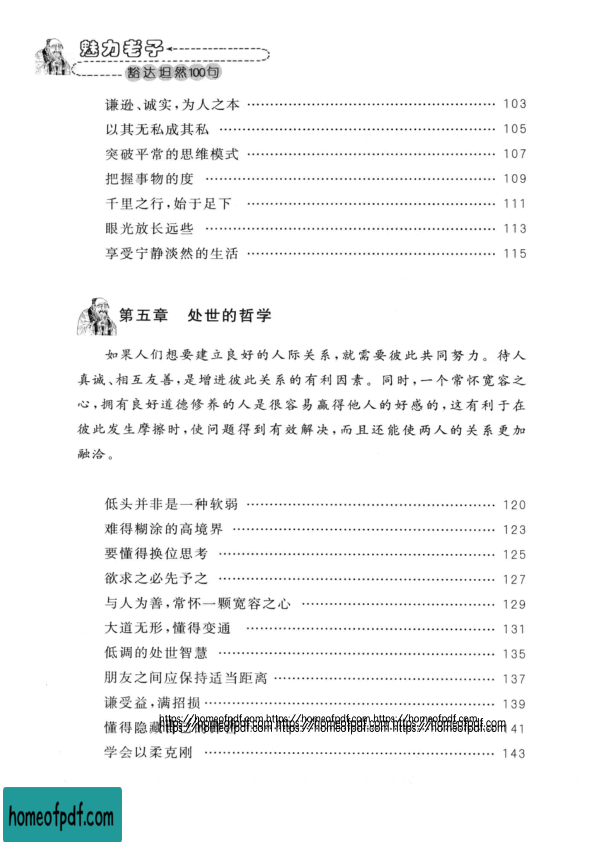 魅力老子
豁达坦然100句
谦逊、诚实,为人之本 …… 103
以其无私成其私 …… 105
突破平常的思维模式 …… 107
把握事物的度 …… 109
千里之行,始于足下 …… 111
眼光放长远些 …… 113
享受宁静淡然的生活 …… 115
第五章 处世的哲学
如果人们想要建立良好的人际关系,就需要彼此共同努力。待人
真诚、相互友善,是增进彼此关系的有利因素。同时,一个常怀宽容之
心,拥有良好道德修养的人是很容易赢得他人的好感的,这有利于在
彼此发生摩擦时,使问题得到有效解决,而且还能使两人的关系更加
融洽。
低头并非是一种软弱 …… 120
难得糊涂的高境界 …… 123
要懂得换位思考 …… 125
欲求之必先予之 …… 127
与人为善,常怀一颗宽容之心 …… 129
大道无形,懂得变通 …… 131
低调的处世智慧 …… 135
朋友之间应保持适当距离 …… 137
谦受益,满招损 …… 139
https://homeofpdf.com https://homeofpdf.com https://homeofpdf.com
懂得隐藏 141
https://homeofpdf.com https://homeofpdf.com https://homeofpdf.com
学会以柔克刚 …… 143
homeofpdf.com